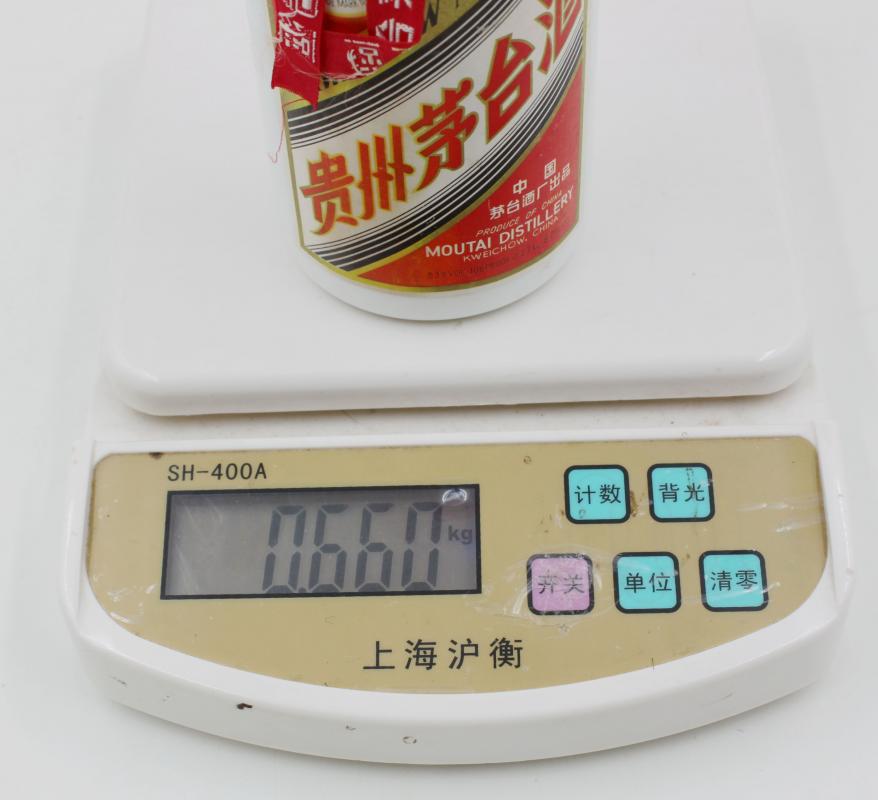 贵州茅台酒
中国
茅台酒厂出品
PRODUCE OF CHINA
MOUTAI DISTILLERY
KWEICHOW, CHINA
SH-400A
0.660 kg
计数
背光
开关
单位
清零
上海沪衡